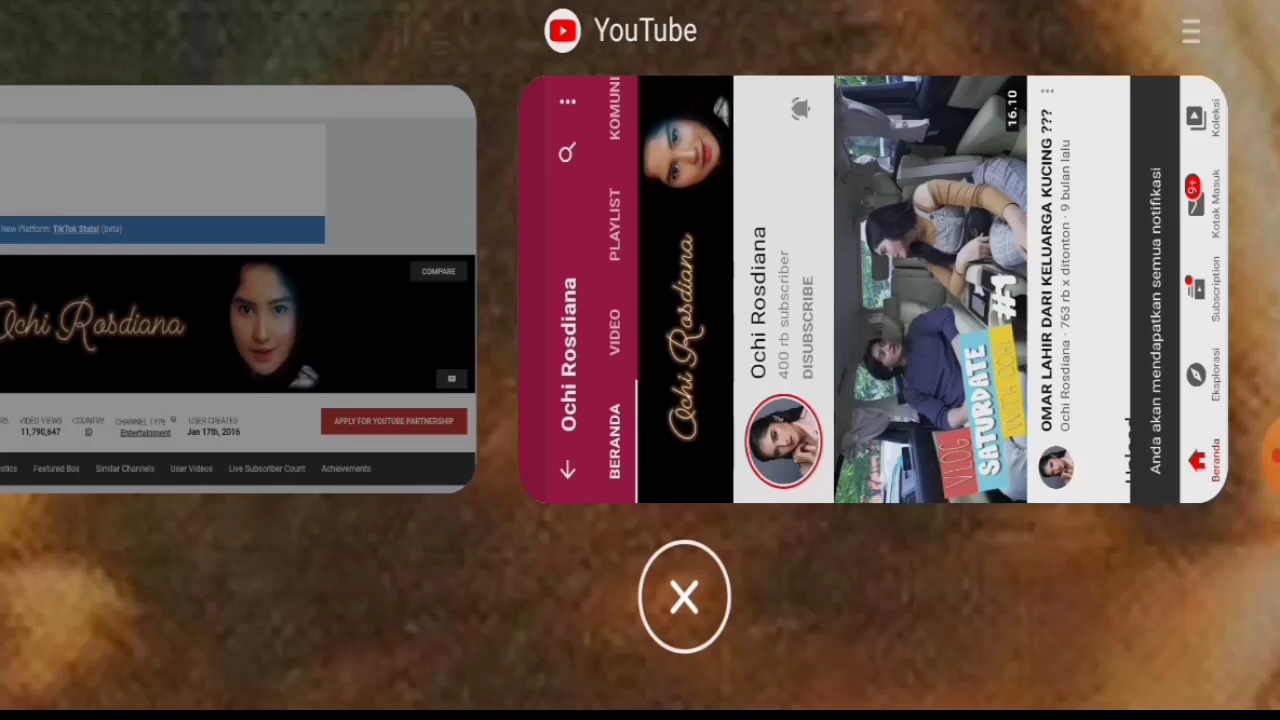 YouTube
New Platform: TikTok Stats! (beta)
COMPARE
Ochi Rosdiana
VIDEO VIEWS
11,790,647
COUNTRY
ID
CHANNEL TYPE
Entertainment
USER CREATED
Jan 17th, 2016
APPLY FOR YOUTUBE PARTNERSHIP
Featured Box
Similar Channels
User Videos
Live Subscriber Count
Achievements
Ochi Rosdiana
BERANDA
VIDEO
PLAYLIST
KOMUNI
Ochi Rosdiana
Ochi Rosdiana
400 rb subscriber
DISUBSCRIBE
VLOG
SATURDATE
WITH OCHI
#1
16.10
OMAR LAHIR DARI KELUARGA KUCING ???
Ochi Rosdiana · 763 rb x ditonton · 9 bulan lalu
Anda akan mendapatkan semua notifikasi
Beranda
Eksplorasi
Subscription
9+
Kotak Masuk
Koleksi